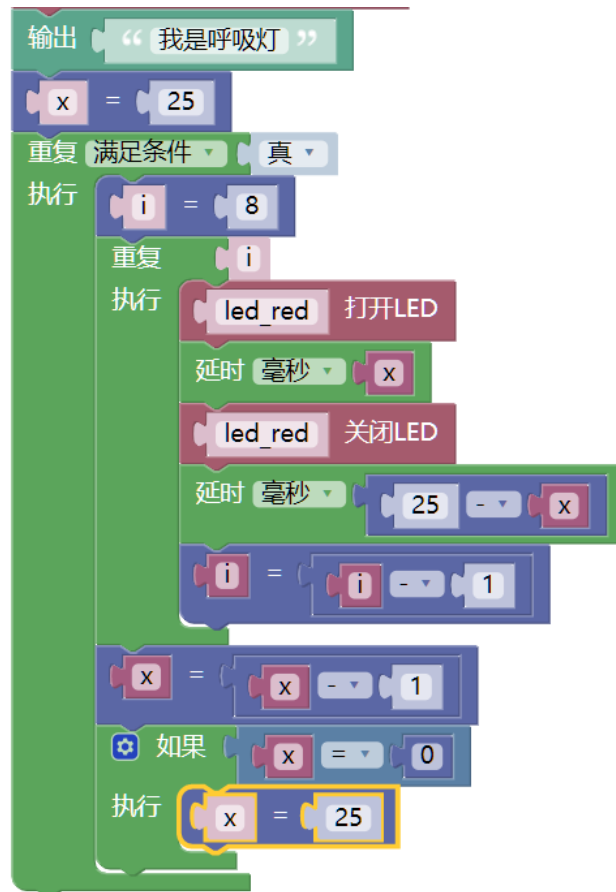 输出 “ 我是呼吸灯 ”
x = 25
重复 满足条件 真
执行 i = 8
重复 i
执行 led_red 打开LED
延时 毫秒 x
led_red 关闭LED
延时 毫秒 25 - x
i = i - 1
x = x - 1
如果 x = 0
执行 x = 25